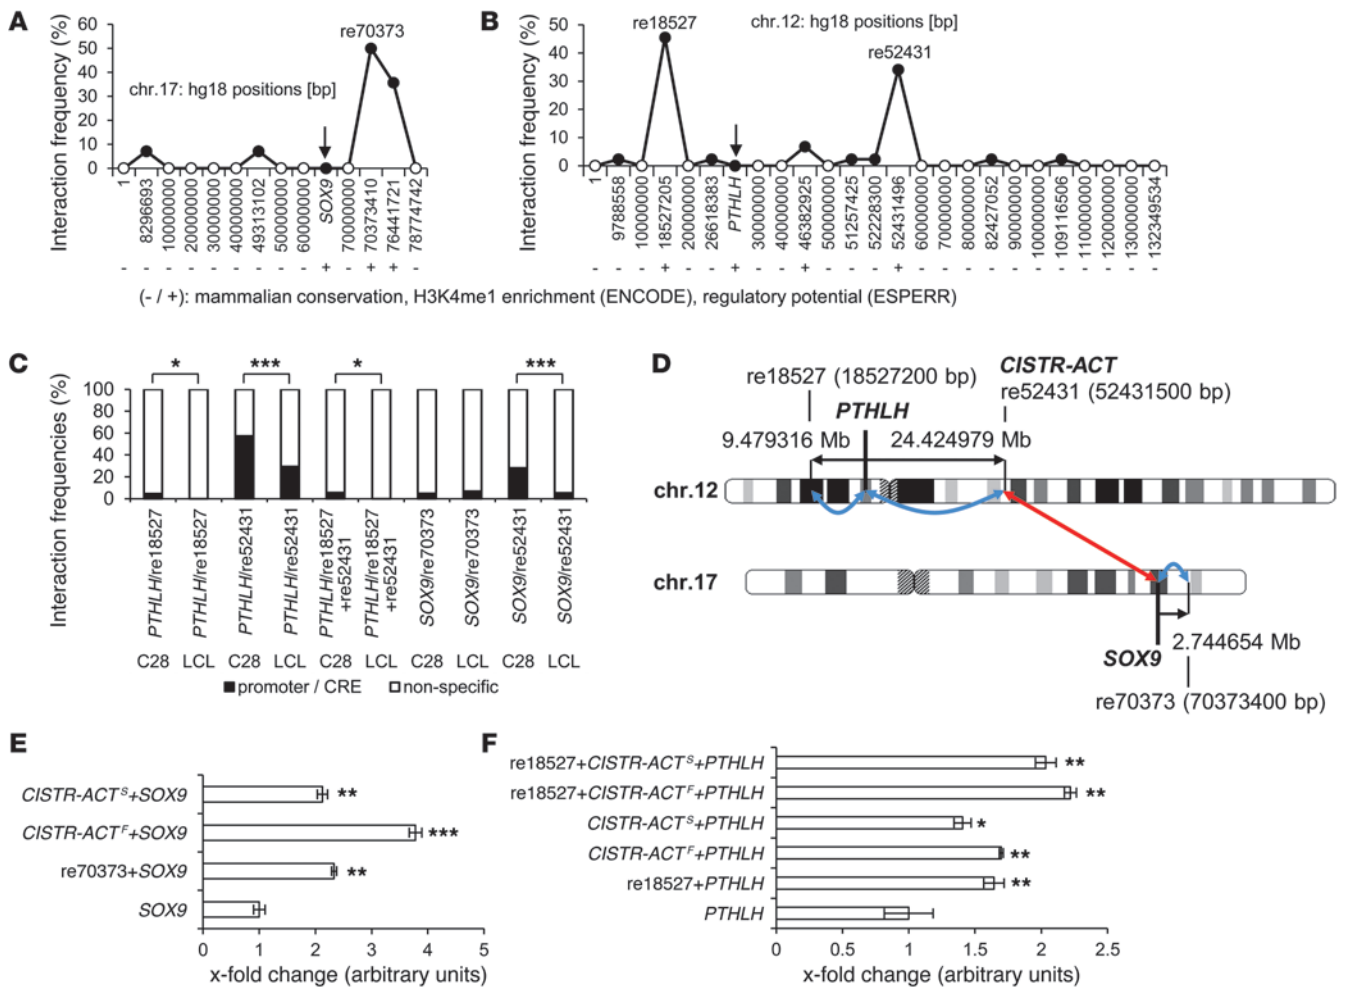 A
Interaction frequency (%)
60
50
40
30
20
10
0
re70373
chr.17: hg18 positions [bp]
1
8296693
10000000
20000000
30000000
40000000
49313102
50000000
60000000
SOX9
70000000
70373410
76441721
78774742
- - - - - - - - - + - + + -
B
Interaction frequency (%)
50
40
30
20
10
0
re18527
chr.12: hg18 positions [bp]
re52431
1
9788558
10000000
18527205
20000000
26618383
PTHLH
30000000
40000000
46382925
50000000
51257425
52228300
52431496
60000000
70000000
80000000
82427052
90000000
100000000
109116506
110000000
120000000
130000000
132349534
- - - + - - + - - + - - - + - - - - - - - - - - -
(- / +): mammalian conservation, H3K4me1 enrichment (ENCODE), regulatory potential (ESPERR)
C
Interaction frequencies (%)
100
80
60
40
20
0
* *** * ***
PTHLH/re18527
PTHLH/re18527
PTHLH/re52431
PTHLH/re52431
PTHLH/re18527
+re52431
PTHLH/re18527
+re52431
SOX9/re70373
SOX9/re70373
SOX9/re52431
SOX9/re52431
C28 LCL C28 LCL C28 LCL C28 LCL C28 LCL
promoter / CRE non-specific
D
CISTR-ACT
re18527 (18527200 bp)
re52431 (52431500 bp)
PTHLH
9.479316 Mb 24.424979 Mb
chr.12
chr.17
SOX9
2.744654 Mb
re70373 (70373400 bp)
E
CISTR-ACTS+SOX9 **
CISTR-ACTF+SOX9 ***
re70373+SOX9 **
SOX9
0 1 2 3 4 5
x-fold change (arbitrary units)
F
re18527+CISTR-ACTS+PTHLH **
re18527+CISTR-ACTF+PTHLH **
CISTR-ACTS+PTHLH *
CISTR-ACTF+PTHLH **
re18527+PTHLH **
PTHLH
0 0.5 1 1.5 2 2.5
x-fold change (arbitrary units)